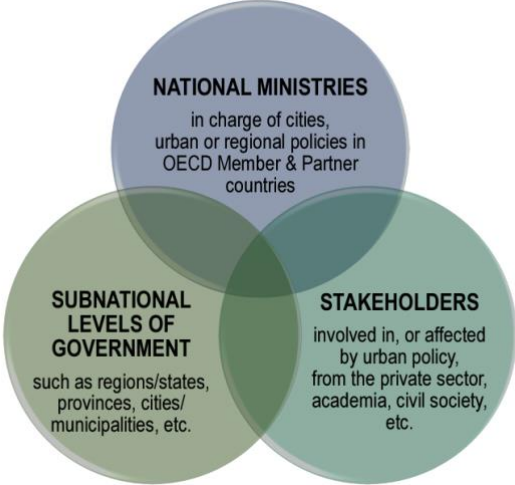 NATIONAL MINISTRIES
in charge of cities,
urban or regional policies in
OECD Member & Partner
countries
SUBNATIONAL
LEVELS OF
GOVERNMENT
such as regions/states,
provinces, cities/
municipalities, etc.
STAKEHOLDERS
involved in, or affected
by urban policy,
from the private sector,
academia, civil society,
etc.